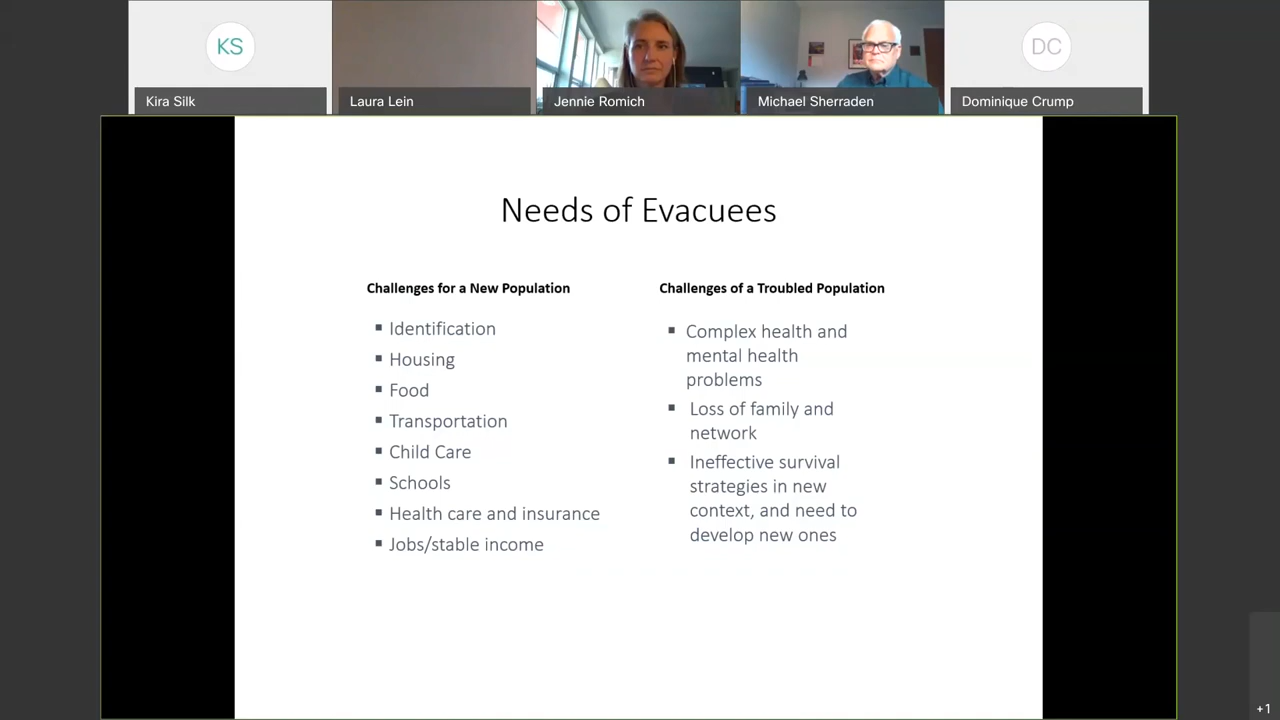 KS
DC
Kira Silk
Laura Lein
Jennie Romich
Michael Sherraden
Dominique Crump
Needs of Evacuees
Challenges for a New Population
▪ Identification
▪ Housing
▪ Food
▪ Transportation
▪ Child Care
▪ Schools
▪ Health care and insurance
▪ Jobs/stable income
Challenges of a Troubled Population
▪ Complex health and
mental health
problems
▪ Loss of family and
network
▪ Ineffective survival
strategies in new
context, and need to
develop new ones
+1